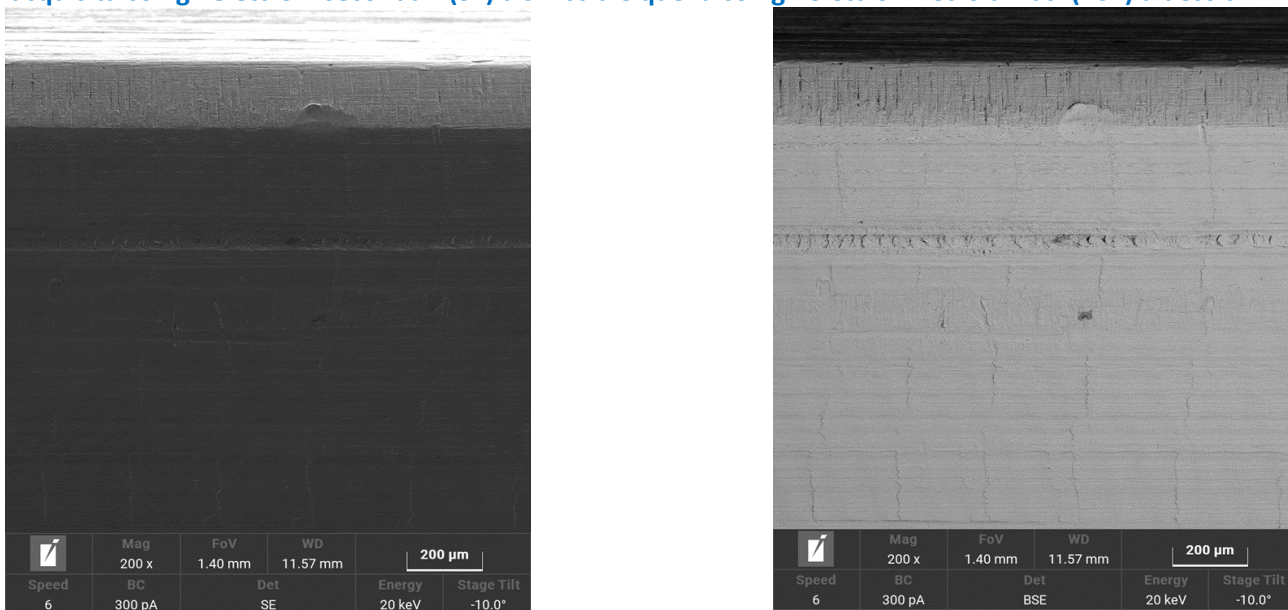 Mag FoV WD
200 x 1.40 mm 11.57 mm 200 μm
Speed BC Det Energy Stage Tilt
6 300 pA SE 20 keV -10.0°
Mag FoV WD
200 x 1.40 mm 11.57 mm 200 μm
Speed BC Det Energy Stage Tilt
6 300 pA BSE 20 keV -10.0°